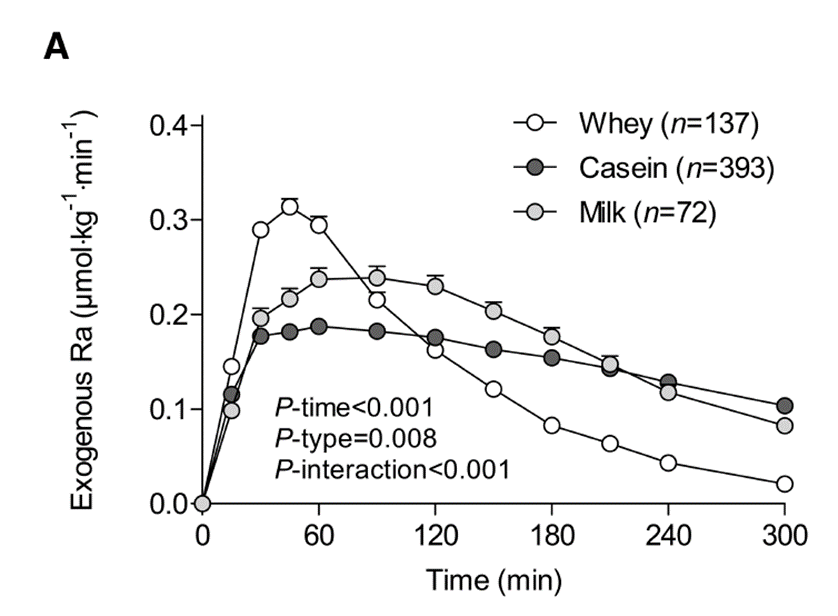 A
Exogenous Ra (µmol·kg⁻¹·min⁻¹)
0.4
0.3
0.2
0.1
0.0
Whey (n=137)
Casein (n=393)
Milk (n=72)
P-time<0.001
P-type=0.008
P-interaction<0.001
0 60 120 180 240 300
Time (min)